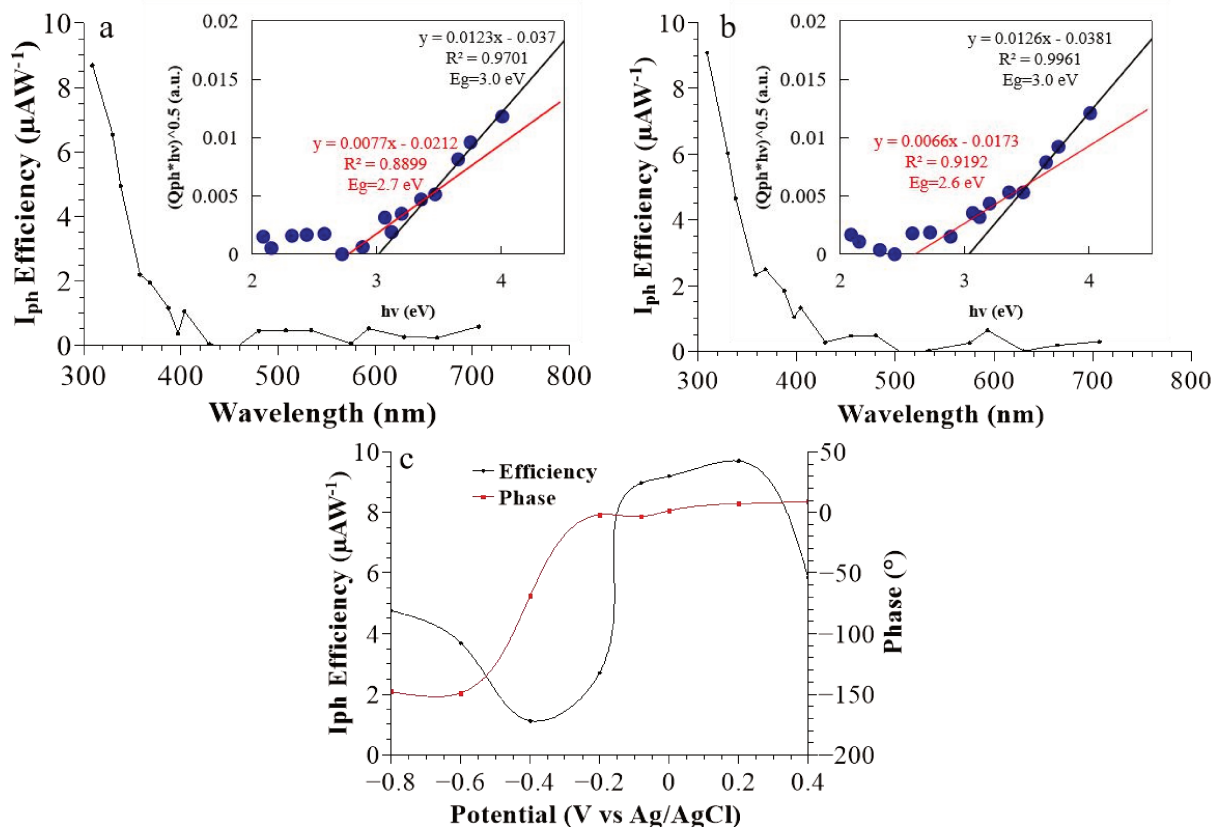 a
10
8
6
4
2
0
I_ph Efficiency (µAW⁻¹)
300 400 500 600 700 800
Wavelength (nm)
0.02
0.015
0.01
0.005
0
(Qph*hν)^0.5 (a.u.)
2 3 4
hν (eV)
y = 0.0123x - 0.037
R² = 0.9701
Eg=3.0 eV
y = 0.0077x - 0.0212
R² = 0.8899
Eg=2.7 eV
b
10
8
6
4
2
0
I_ph Efficiency (µAW⁻¹)
300 400 500 600 700 800
Wavelength (nm)
0.02
0.015
0.01
0.005
0
(Qph*hν)^0.5 (a.u.)
2 3 4
hν (eV)
y = 0.0126x - 0.0381
R² = 0.9961
Eg=3.0 eV
y = 0.0066x - 0.0173
R² = 0.9192
Eg=2.6 eV
c
Efficiency
Phase
10
8
6
4
2
0
Iph Efficiency (µAW⁻¹)
50
0
−50
−100
−150
−200
Phase (°)
−0.8 −0.6 −0.4 −0.2 0 0.2 0.4
Potential (V vs Ag/AgCl)